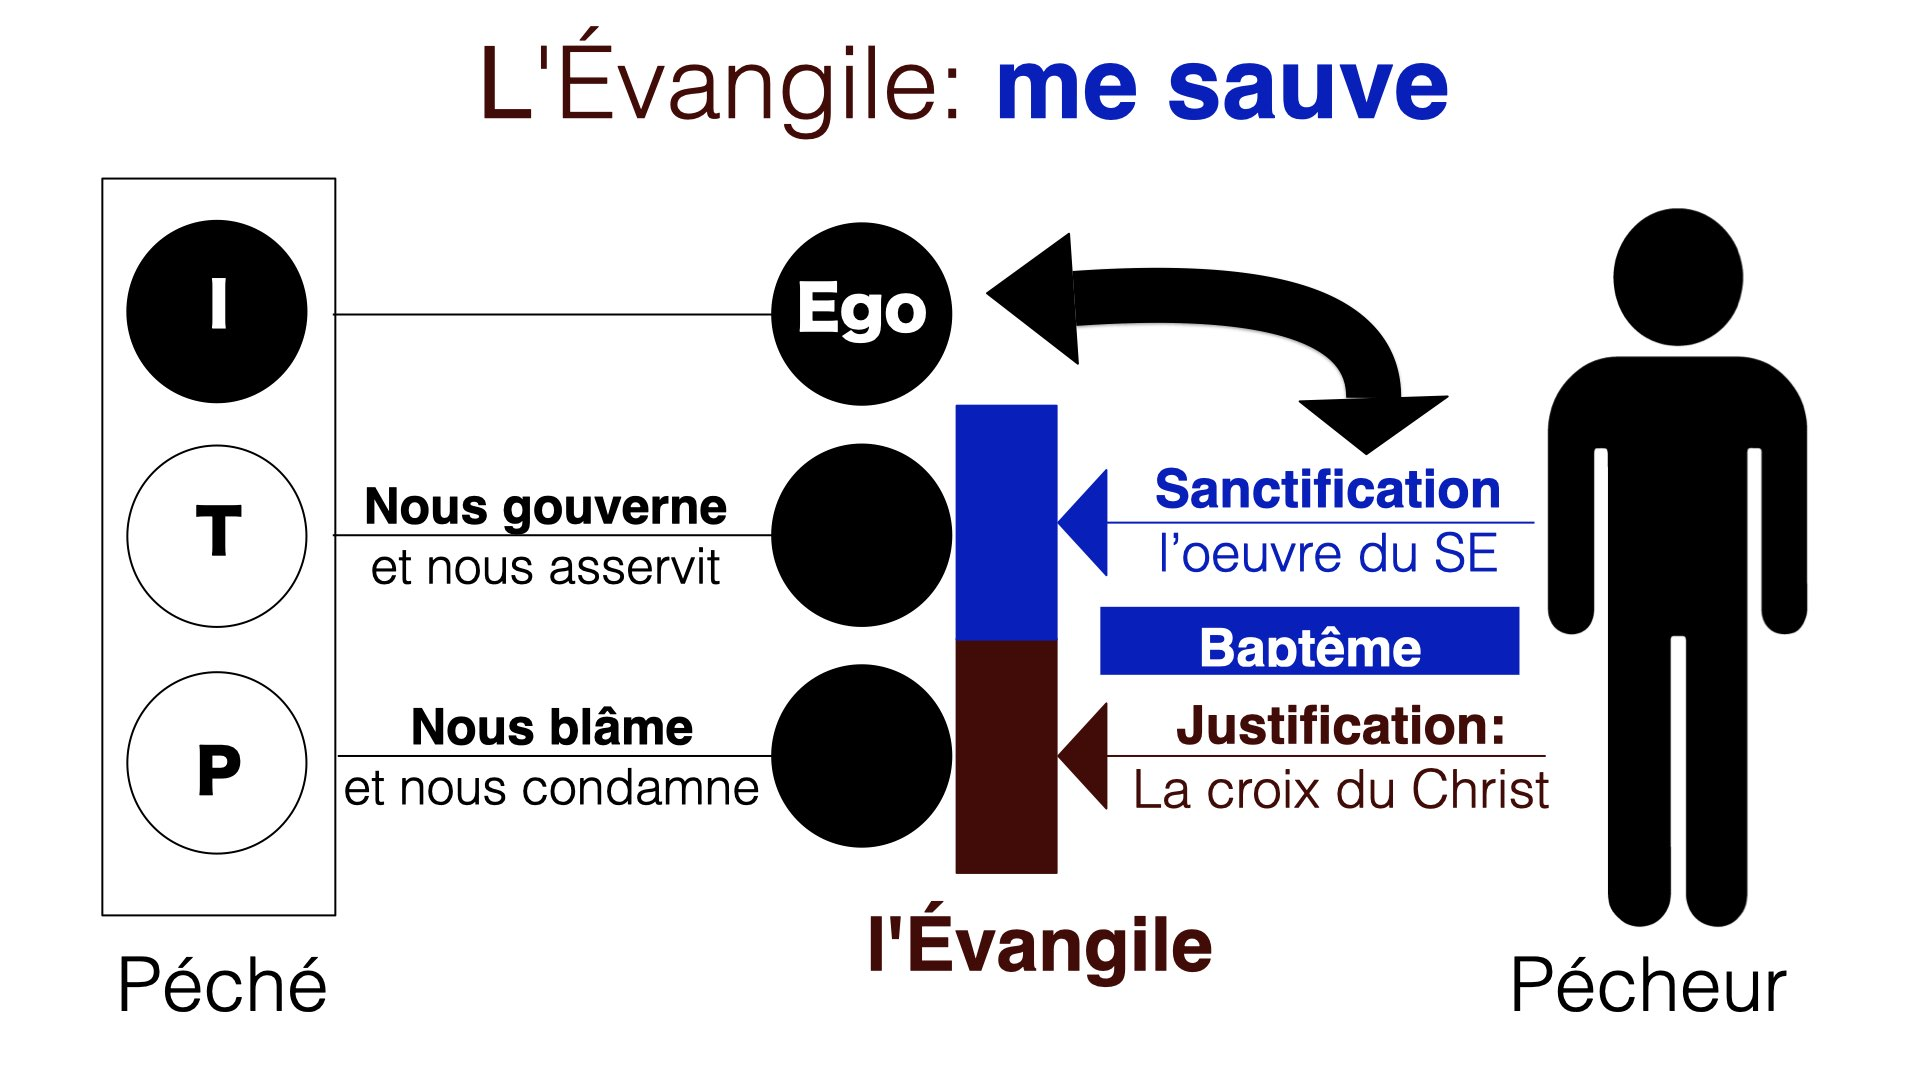 L'Évangile: me sauve
I
Ego
T
Nous gouverne
et nous asservit
Sanctification
l’oeuvre du SE
Baptême
P
Nous blâme
et nous condamne
Justification:
La croix du Christ
l'Évangile
Péché
Pécheur